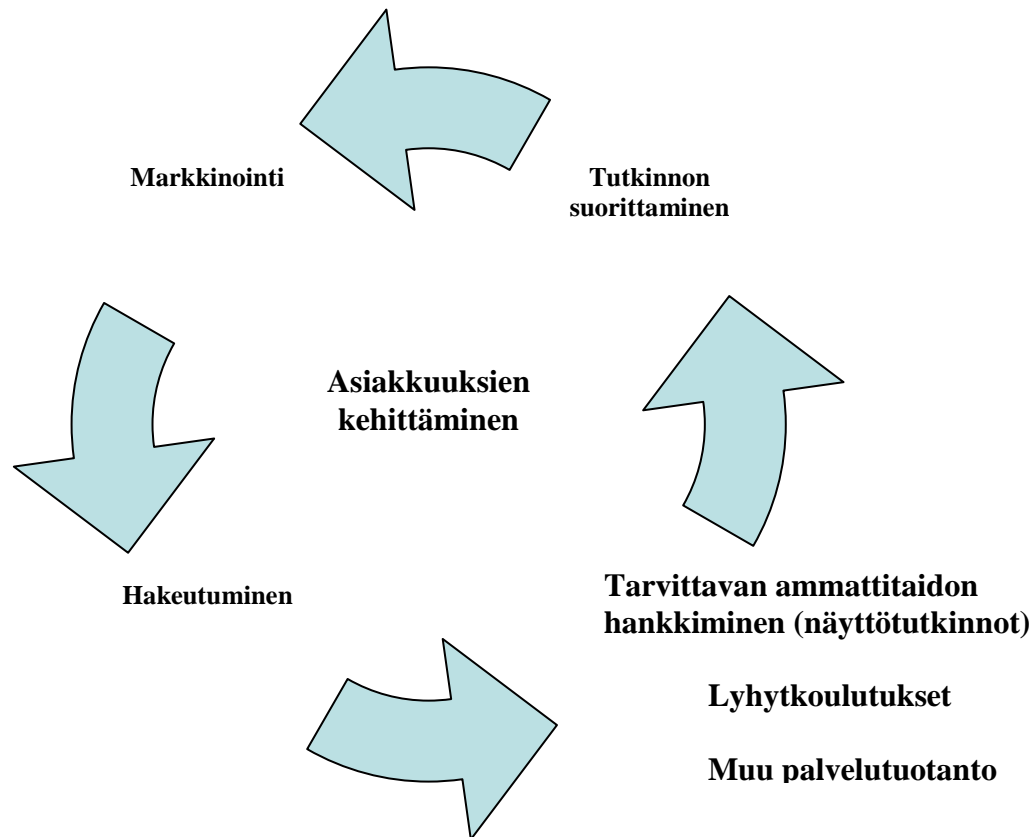 Markkinointi
Tutkinnon
suorittaminen
Asiakkuuksien
kehittäminen
Hakeutuminen
Tarvittavan ammattitaidon
hankkiminen (näyttötutkinnot)
Lyhytkoulutukset
Muu palvelutuotanto